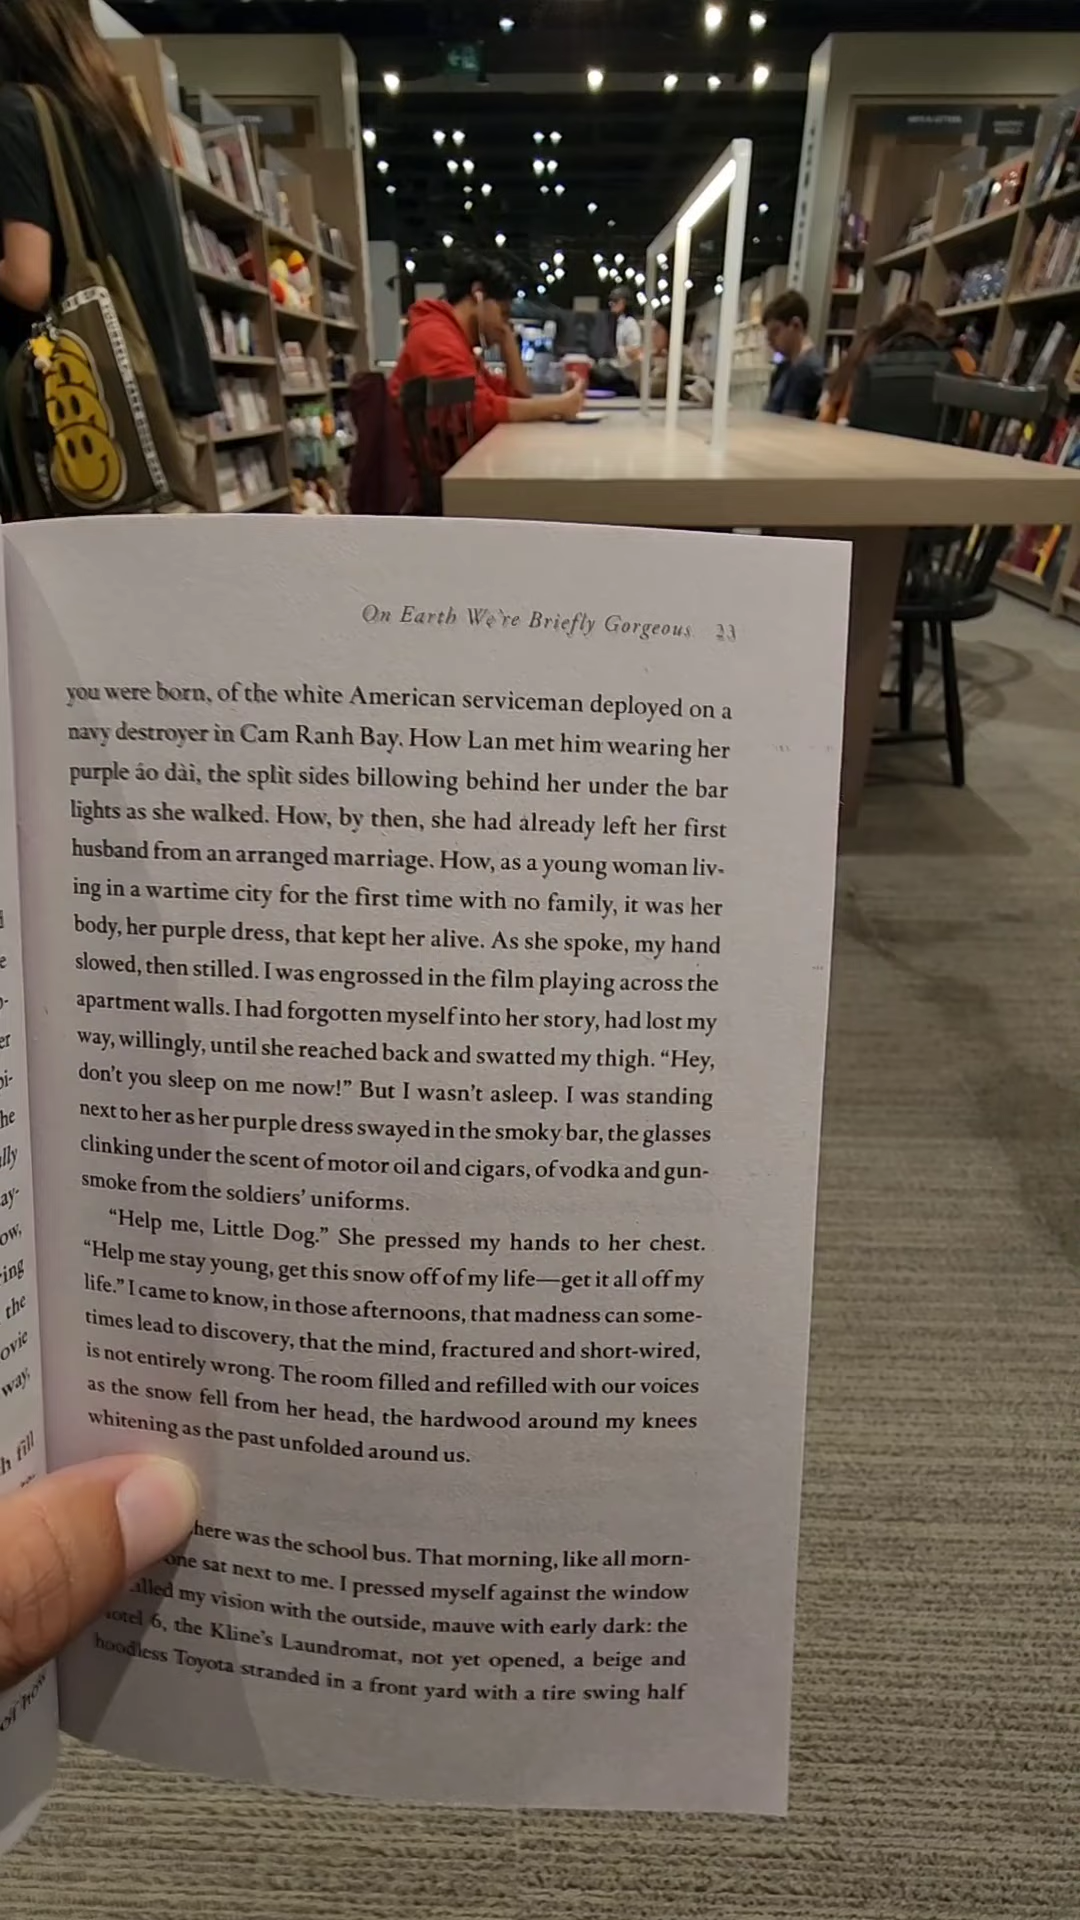 On Earth We're Briefly Gorgeous 23
you were born, of the white American serviceman deployed on a
navy destroyer in Cam Ranh Bay. How Lan met him wearing her
purple áo dài, the split sides billowing behind her under the bar
lights as she walked. How, by then, she had already left her first
husband from an arranged marriage. How, as a young woman liv-
ing in a wartime city for the first time with no family, it was her
body, her purple dress, that kept her alive. As she spoke, my hand
slowed, then stilled. I was engrossed in the film playing across the
apartment walls. I had forgotten myself into her story, had lost my
way, willingly, until she reached back and swatted my thigh. “Hey,
don't you sleep on me now!” But I wasn't asleep. I was standing
next to her as her purple dress swayed in the smoky bar, the glasses
clinking under the scent of motor oil and cigars, of vodka and gun-
smoke from the soldiers' uniforms.
“Help me, Little Dog.” She pressed my hands to her chest.
“Help me stay young, get this snow off of my life—get it all off my
life.” I came to know, in those afternoons, that madness can some-
times lead to discovery, that the mind, fractured and short-wired,
is not entirely wrong. The room filled and refilled with our voices
as the snow fell from her head, the hardwood around my knees
whitening as the past unfolded around us.
here was the school bus. That morning, like all morn-
one sat next to me. I pressed myself against the window
alled my vision with the outside, mauve with early dark: the
otel 6, the Kline's Laundromat, not yet opened, a beige and
hoodless Toyota stranded in a front yard with a tire swing half